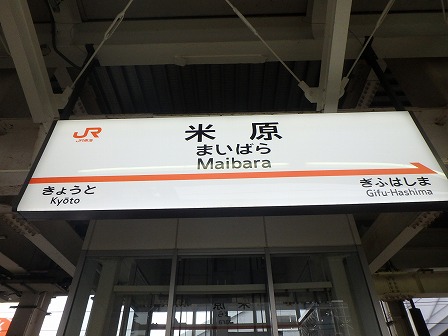 JR
JR東海
米原
まいばら
Maibara
きょうと
Kyōto
ぎふはしま
Gifu-Hashima